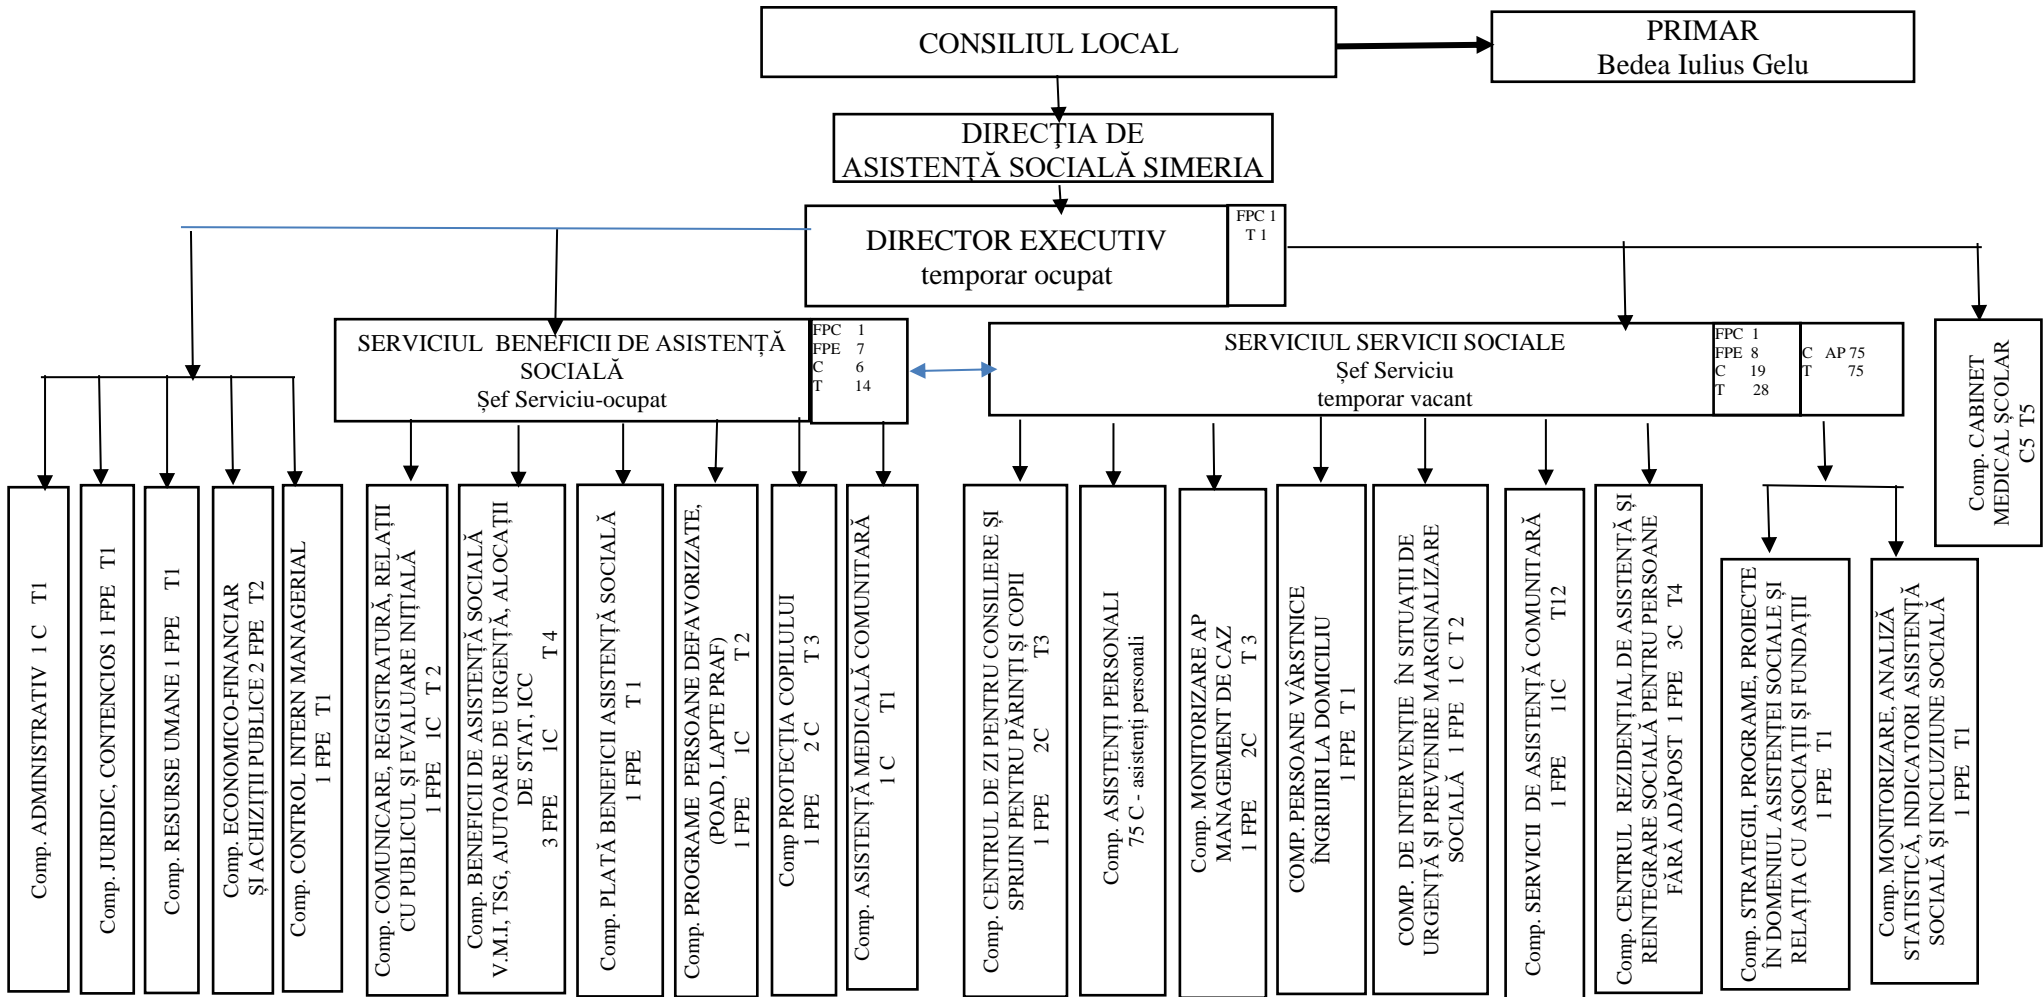 CONSILIUL LOCAL
PRIMAR
Bedea Iulius Gelu
DIRECŢIA DE
ASISTENȚĂ SOCIALĂ SIMERIA
DIRECTOR EXECUTIV
temporar ocupat
FPC 1
T 1
SERVICIUL BENEFICII DE ASISTENȚĂ
SOCIALĂ
Șef Serviciu-ocupat
FPC 1
FPE 7
C 6
T 14
SERVICIUL SERVICII SOCIALE
Șef Serviciu
temporar vacant
FPC 1
FPE 8
C 19
T 28
C AP 75
T 75
Comp. CABINET
MEDICAL ȘCOLAR
C5 T5
Comp. ADMINISTRATIV 1 C T1
Comp. JURIDIC, CONTENCIOS 1 FPE T1
Comp. RESURSE UMANE 1 FPE T1
Comp. ECONOMICO-FINANCIAR
ȘI ACHIZIȚII PUBLICE 2 FPE T2
Comp. CONTROL INTERN MANAGERIAL
1 FPE T1
Comp. COMUNICARE, REGISTRATURĂ, RELAȚII
CU PUBLICUL ȘI EVALUARE INIȚIALĂ
1 FPE 1C T 2
Comp. BENEFICII DE ASISTENȚĂ SOCIALĂ
V.M.I, TSG, AJUTOARE DE URGENȚĂ, ALOCAȚII
DE STAT, ICC
3 FPE 1C T 4
Comp. PLATĂ BENEFICII ASISTENȚĂ SOCIALĂ
1 FPE T 1
Comp. PROGRAME PERSOANE DEFAVORIZATE,
(POAD, LAPTE PRAF)
1 FPE 1C T 2
Comp PROTECȚIA COPILULUI
1 FPE 2 C T 3
Comp. ASISTENȚĂ MEDICALĂ COMUNITARĂ
1 C T1
Comp. CENTRUL DE ZI PENTRU CONSILIERE ȘI
SPRIJIN PENTRU PĂRINȚI ȘI COPII
1 FPE 2C T3
Comp. ASISTENȚI PERSONALI
75 C - asistenți personali
Comp. MONITORIZARE AP
MANAGEMENT DE CAZ
1 FPE 2C T 3
COMP. PERSOANE VÂRSTNICE
ÎNGRIJIRI LA DOMICILIU
1 FPE T 1
COMP. DE INTERVENȚIE ÎN SITUAȚII DE
URGENȚĂ ȘI PREVENIRE MARGINALIZARE
SOCIALĂ 1 FPE 1 C T 2
Comp. SERVICII DE ASISTENȚĂ COMUNITARĂ
1 FPE 11C T12
Comp. CENTRUL REZIDENȚIAL DE ASISTENȚĂ ȘI
REINTEGRARE SOCIALĂ PENTRU PERSOANE
FĂRĂ ADĂPOST 1 FPE 3C T4
Comp. STRATEGII, PROGRAME, PROIECTE
ÎN DOMENIUL ASISTENȚEI SOCIALE ȘI
RELAȚIA CU ASOCIAȚII ȘI FUNDAȚII
1 FPE T1
Comp. MONITORIZARE, ANALIZĂ
STATISTICĂ, INDICATORI ASISTENȚĂ
SOCIALĂ ȘI INCLUZIUNE SOCIALĂ
1 FPE T1